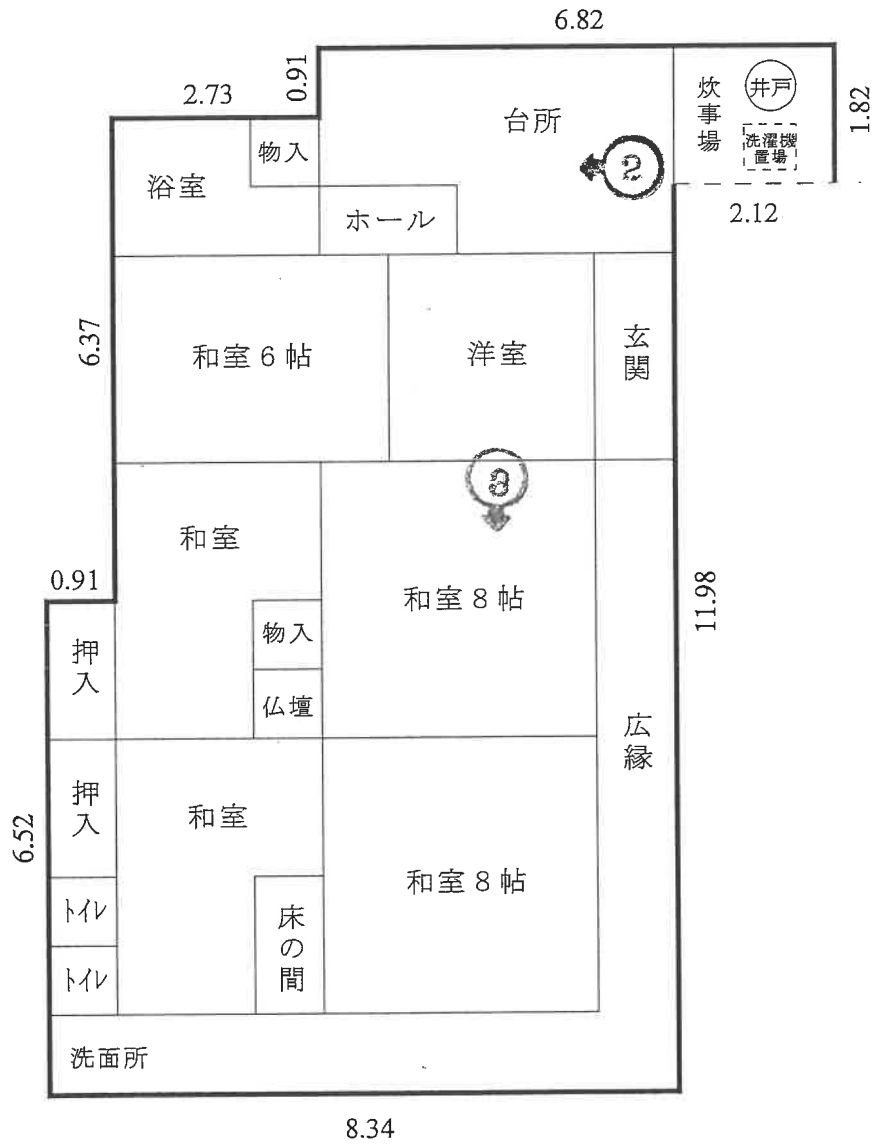 6.82
0.91
2.73
1.82
井戸
炊事場
洗濯機
置場
台所
2
物入
浴室
ホール
2.12
6.37
和室6帖
洋室
玄関
3
和室
和室8帖
0.91
11.98
物入
押入
仏壇
広縁
押入
和室
6.52
和室8帖
トイレ
床の間
トイレ
洗面所
8.34